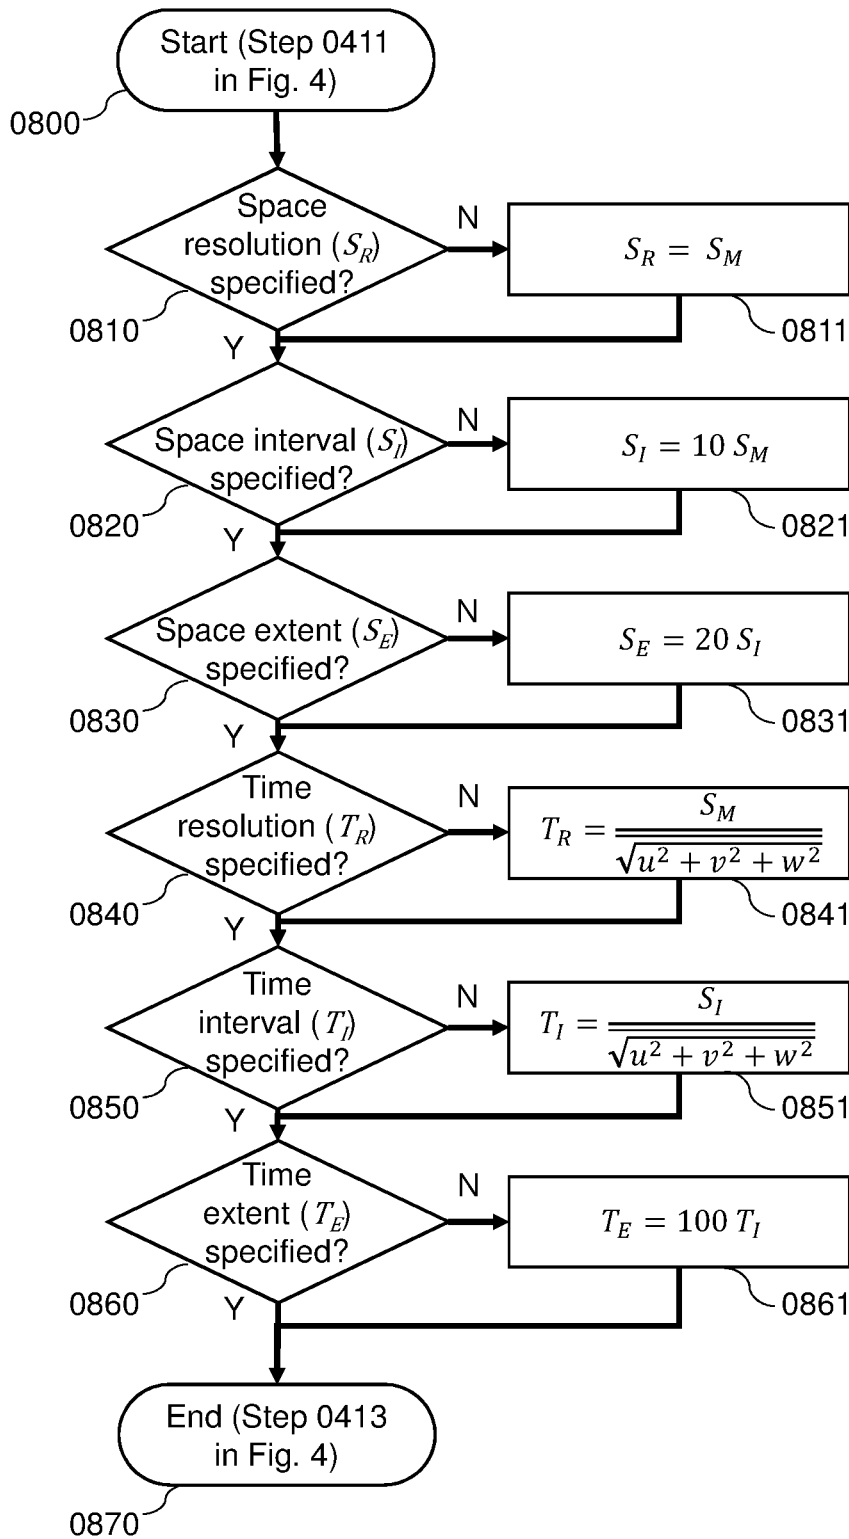 Start (Step 0411
in Fig. 4)
0800
Space
resolution (S_R)
specified?
N
S_R = S_M
0810
Y
0811
Space interval (S_I)
specified?
N
S_I = 10 S_M
0820
Y
0821
Space extent (S_E)
specified?
N
S_E = 20 S_I
0830
Y
0831
Time
resolution (T_R)
specified?
N
T_R = S_M / √(u² + v² + w²)
0840
Y
0841
Time
interval (T_I)
specified?
N
T_I = S_I / √(u² + v² + w²)
0850
Y
0851
Time
extent (T_E)
specified?
N
T_E = 100 T_I
0860
Y
0861
End (Step 0413
in Fig. 4)
0870